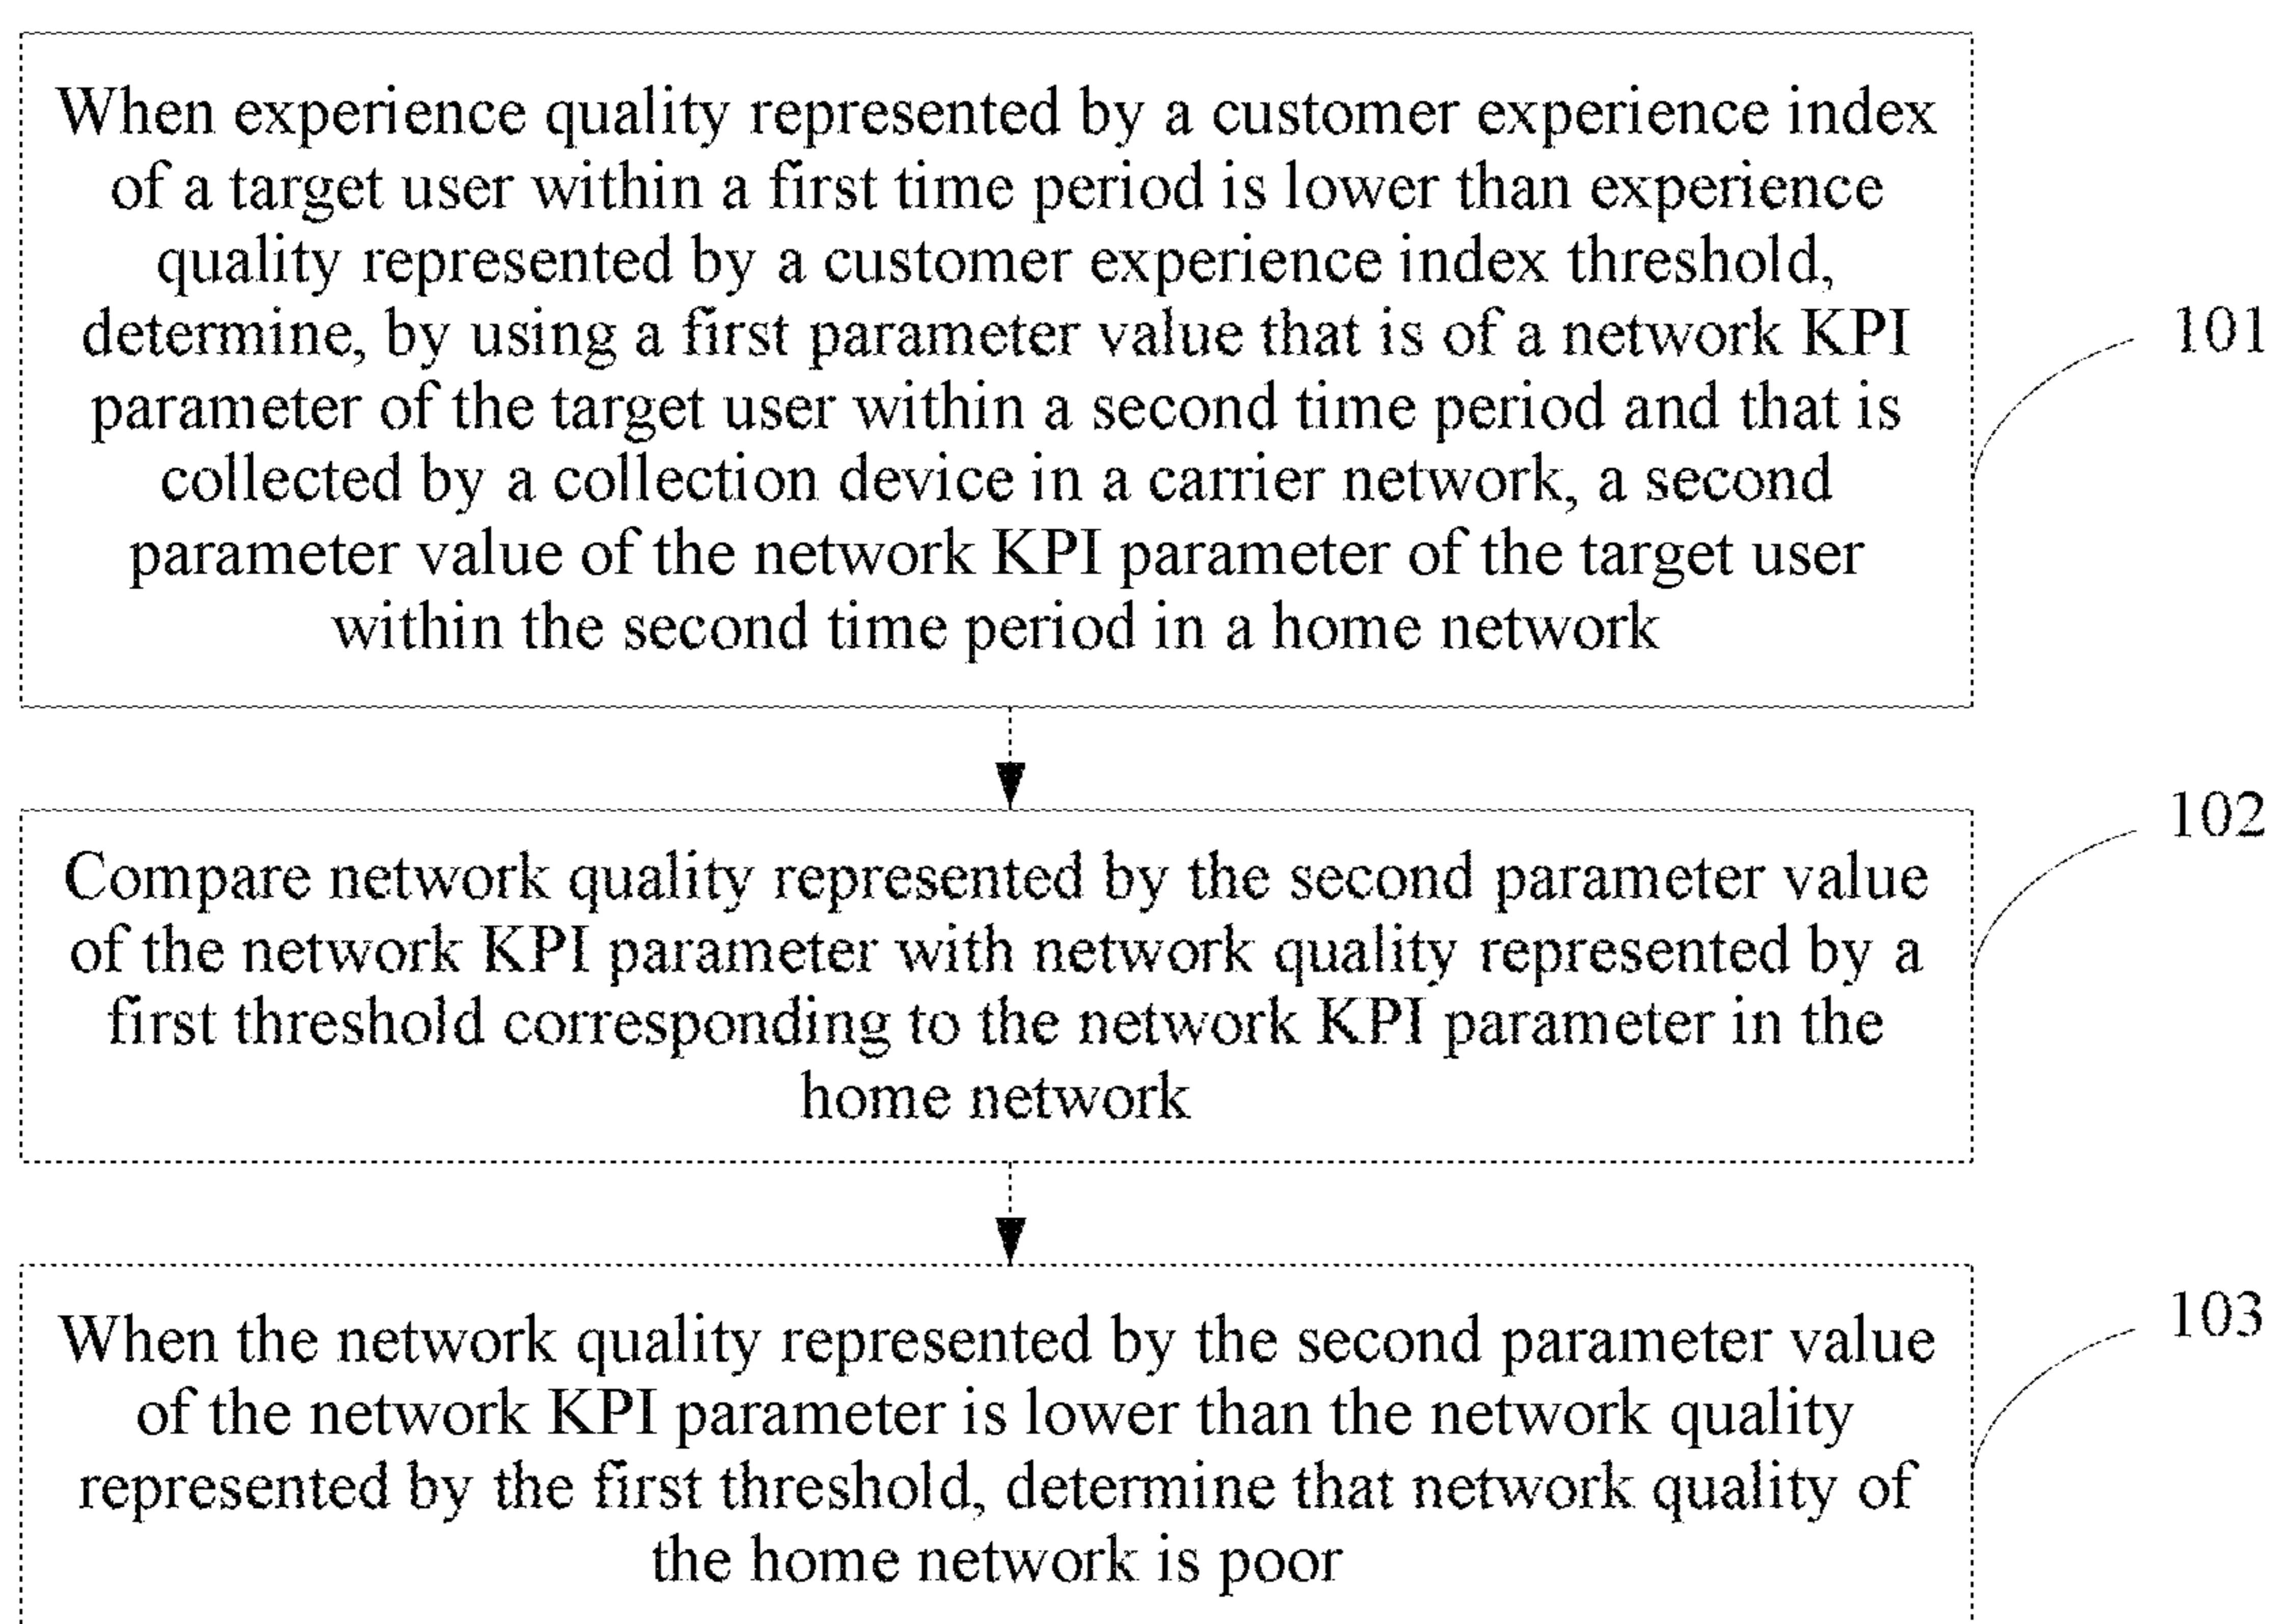 When experience quality represented by a customer experience index
of a target user within a first time period is lower than experience
quality represented by a customer experience index threshold,
determine, by using a first parameter value that is of a network KPI
parameter of the target user within a second time period and that is
collected by a collection device in a carrier network, a second
parameter value of the network KPI parameter of the target user
within the second time period in a home network
101
Compare network quality represented by the second parameter value
of the network KPI parameter with network quality represented by a
first threshold corresponding to the network KPI parameter in the
home network
102
When the network quality represented by the second parameter value
of the network KPI parameter is lower than the network quality
represented by the first threshold, determine that network quality of
the home network is poor
103